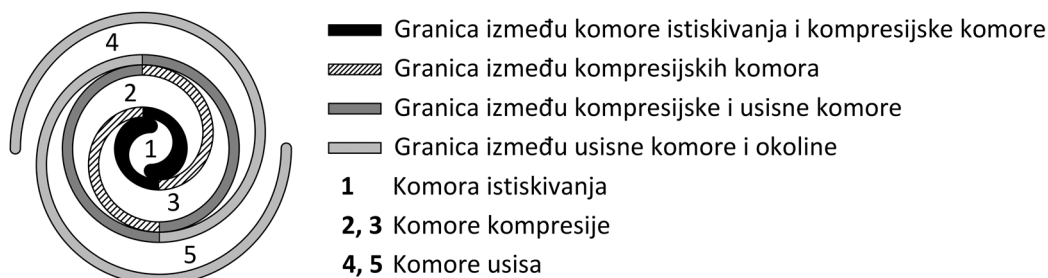 4
2
1
3
5
Granica između komore istiskivanja i kompresijske komore
Granica između kompresijskih komora
Granica između kompresijske i usisne komore
Granica između usisne komore i okoline
1 Komora istiskivanja
2, 3 Komore kompresije
4, 5 Komore usisa